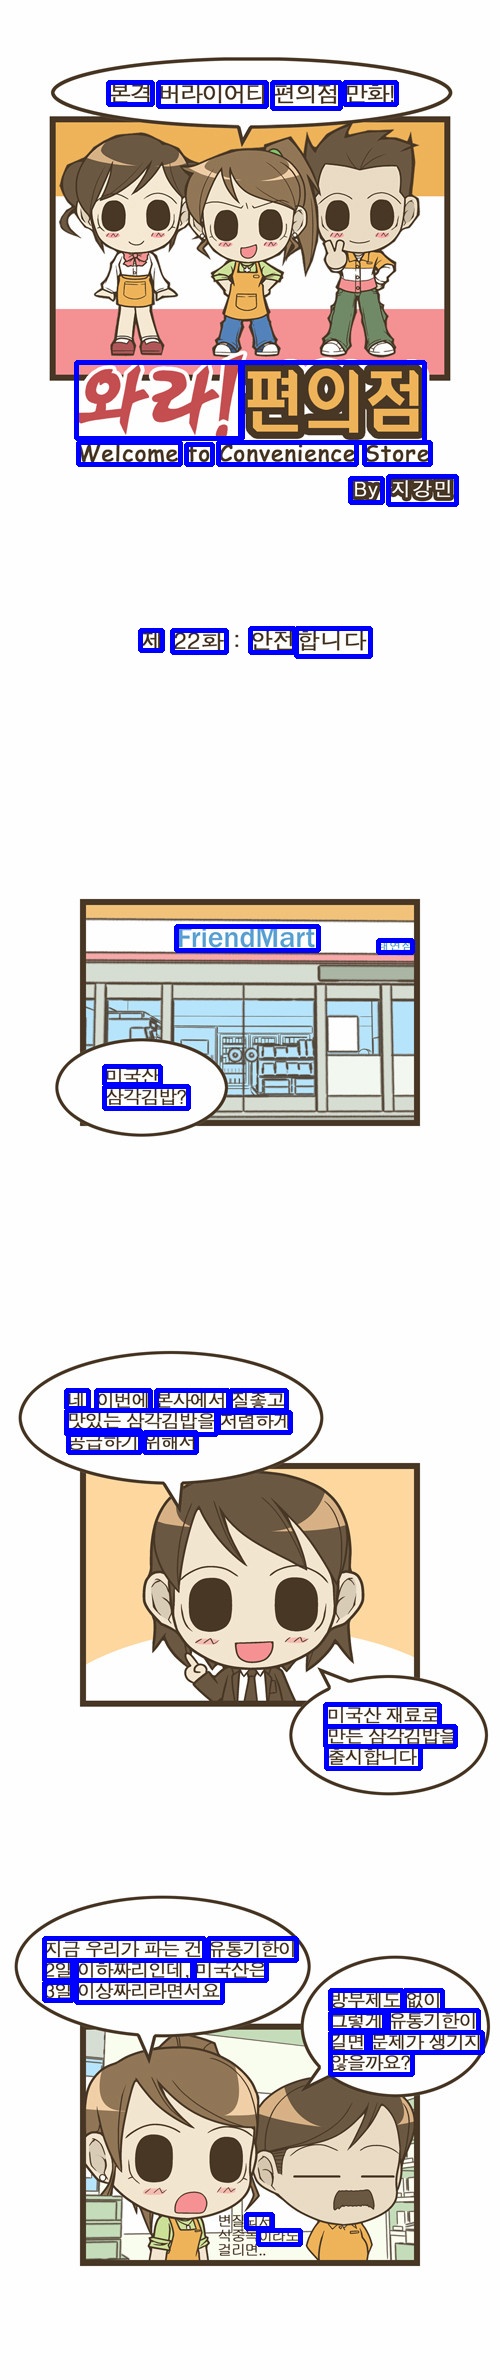 본격 버라이어티 편의점 만화!
와라! 편의점
Welcome to Convenience Store
By 지강민
제 22화 : 안전합니다
FriendMart
미국산
삼각김밥?
네 이번에 본사에서 질좋고
맛있는 삼각김밥을 저렴하게
공급하기 위해서
미국산 재료로
만든 삼각김밥을
출시합니다
지금 우리가 파는 건 유통기한이
2일 이하짜리인데, 미국산은
3일 이상짜리라면서요
방부제도 없이
그렇게 유통기한이
길면 문제가 생기지
않을까요?
변질되서
식중독이라도
걸리면..